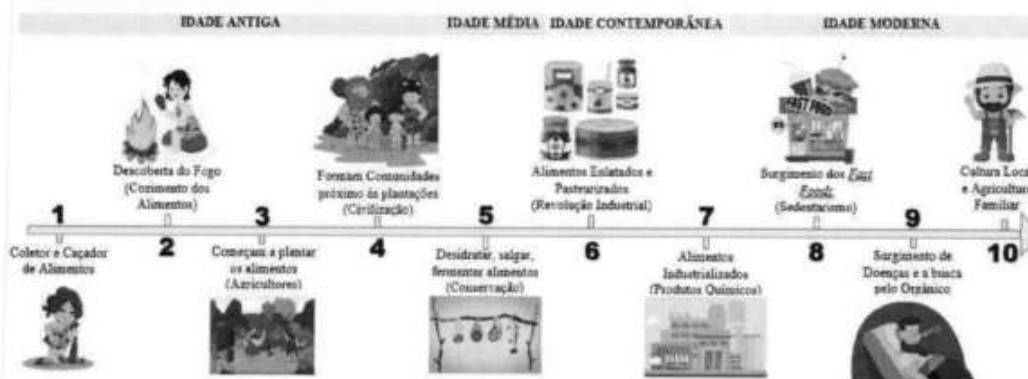 IDADE ANTIGA
IDADE MÉDIA
IDADE CONTEMPORÂNEA
IDADE MODERNA
FAST FOOD
Descoberta do Fogo
(Cozimento dos
Alimentos)
Formam Comunidades
próximo às plantações
(Civilização)
Alimentos Enlatados e
Pasteurizados
(Revolução Industrial)
Surgimento dos Fast
Foods
(Sedentarismo)
Cultura Loca
e Agricultura
Familiar
1
3
5
7
9
2
4
6
8
10
Coletor e Caçador
de Alimentos
Começam a plantar
os alimentos
(Agricultores)
Desidratar, salgar,
fermentar alimentos
(Conservação)
Alimentos
Industrializados
(Produtos Químicos)
Surgimento de
Doenças e a busca
pelo Orgânico